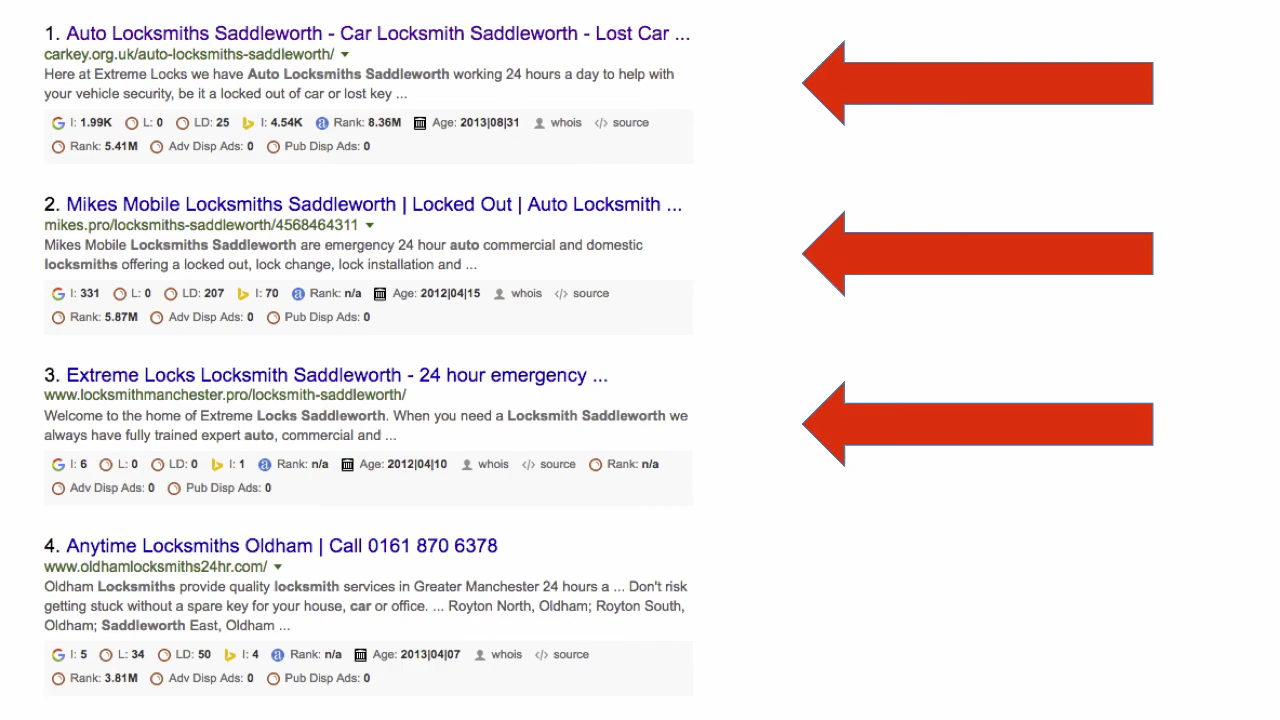 1. Auto Locksmiths Saddleworth - Car Locksmith Saddleworth - Lost Car ...
carkey.org.uk/auto-locksmiths-saddleworth/
Here at Extreme Locks we have Auto Locksmiths Saddleworth working 24 hours a day to help with
your vehicle security, be it a locked out of car or lost key ...
I: 1.99K L: 0 LD: 25 I: 4.54K Rank: 8.36M Age: 2013|08|31 whois </> source
Rank: 5.41M Adv Disp Ads: 0 Pub Disp Ads: 0
2. Mikes Mobile Locksmiths Saddleworth | Locked Out | Auto Locksmith ...
mikes.pro/locksmiths-saddleworth/4568464311
Mikes Mobile Locksmiths Saddleworth are emergency 24 hour auto commercial and domestic
locksmiths offering a locked out, lock change, lock installation and ...
I: 331 L: 0 LD: 207 I: 70 Rank: n/a Age: 2012|04|15 whois </> source
Rank: 5.87M Adv Disp Ads: 0 Pub Disp Ads: 0
3. Extreme Locks Locksmith Saddleworth - 24 hour emergency ...
www.locksmithmanchester.pro/locksmith-saddleworth/
Welcome to the home of Extreme Locks Saddleworth. When you need a Locksmith Saddleworth we
always have fully trained expert auto, commercial and ...
I: 6 L: 0 LD: 0 I: 1 Rank: n/a Age: 2012|04|10 whois </> source Rank: n/a
Adv Disp Ads: 0 Pub Disp Ads: 0
4. Anytime Locksmiths Oldham | Call 0161 870 6378
www.oldhamlocksmiths24hr.com/
Oldham Locksmiths provide quality locksmith services in Greater Manchester 24 hours a ... Don't risk
getting stuck without a spare key for your house, car or office. ... Royton North, Oldham; Royton South,
Oldham; Saddleworth East, Oldham ...
I: 5 L: 34 LD: 50 I: 4 Rank: n/a Age: 2013|04|07 whois </> source
Rank: 3.81M Adv Disp Ads: 0 Pub Disp Ads: 0